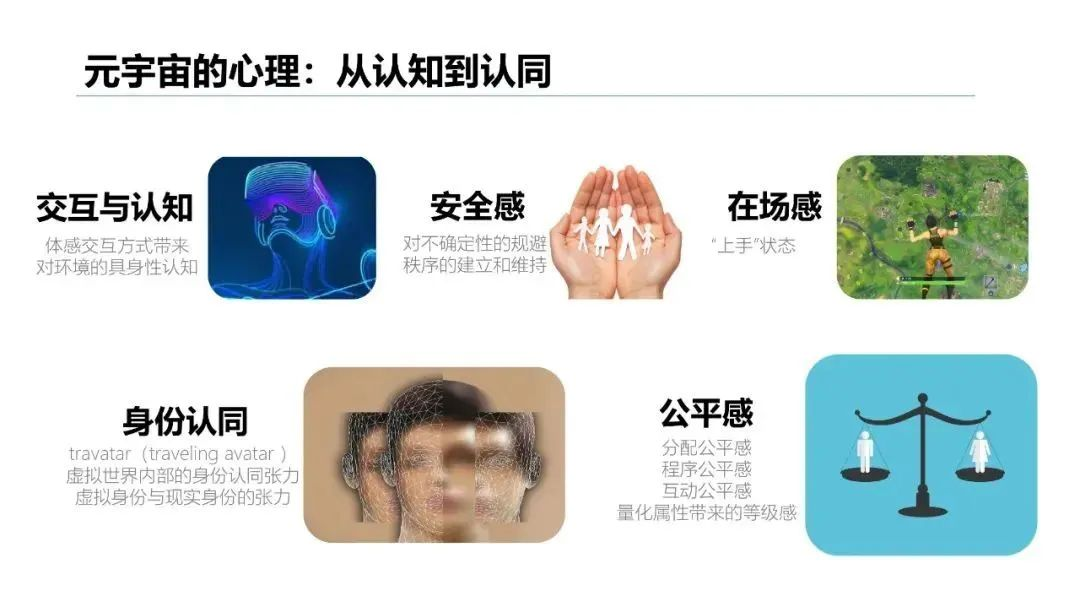 元宇宙的心理：从认知到认同
交互与认知
体感交互方式带来
对环境的具身性认知
安全感
对不确定性的规避
秩序的建立和维持
在场感
“上手”状态
身份认同
travatar（traveling avatar ）
虚拟世界内部的身份认同张力
虚拟身份与现实身份的张力
公平感
分配公平感
程序公平感
互动公平感
量化属性带来的等级感